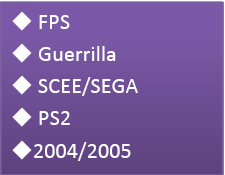 ◆ FPS
◆ Guerrilla
◆ SCEE/SEGA
◆ PS2
◆2004/2005